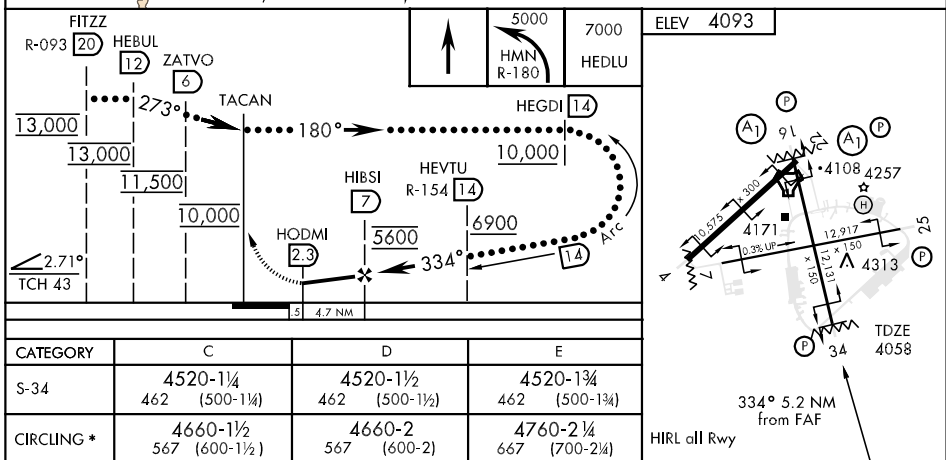 FITZZ
R-093 20
HEBUL
12
ZATVO
6
TACAN
273°
180°
13,000
13,000
11,500
10,000
HEGDI 14
10,000
HIBSI
7
HEVTU
R-154 14
5600
6900
HODMI
2.3
334°
Arc
14
2.71°
TCH 43
.5 4.7 NM
5000
HMN
R-180
7000
HEDLU
ELEV 4093
P
A1
16
22
A1
P
4108
4257
H
10,575 x 300
4171
12,917
x 150
25
0.3% UP
4
7
12,131
x 150
4313
P
P
34
TDZE
4058
334° 5.2 NM
from FAF
HIRL all Rwy
CATEGORY C D E
S-34 4520-1¼ 4520-1½ 4520-1¾
462 (500-1¼) 462 (500-1½) 462 (500-1¾)
CIRCLING * 4660-1½ 4660-2 4760-2¼
567 (600-1½) 567 (600-2) 667 (700-2¼)